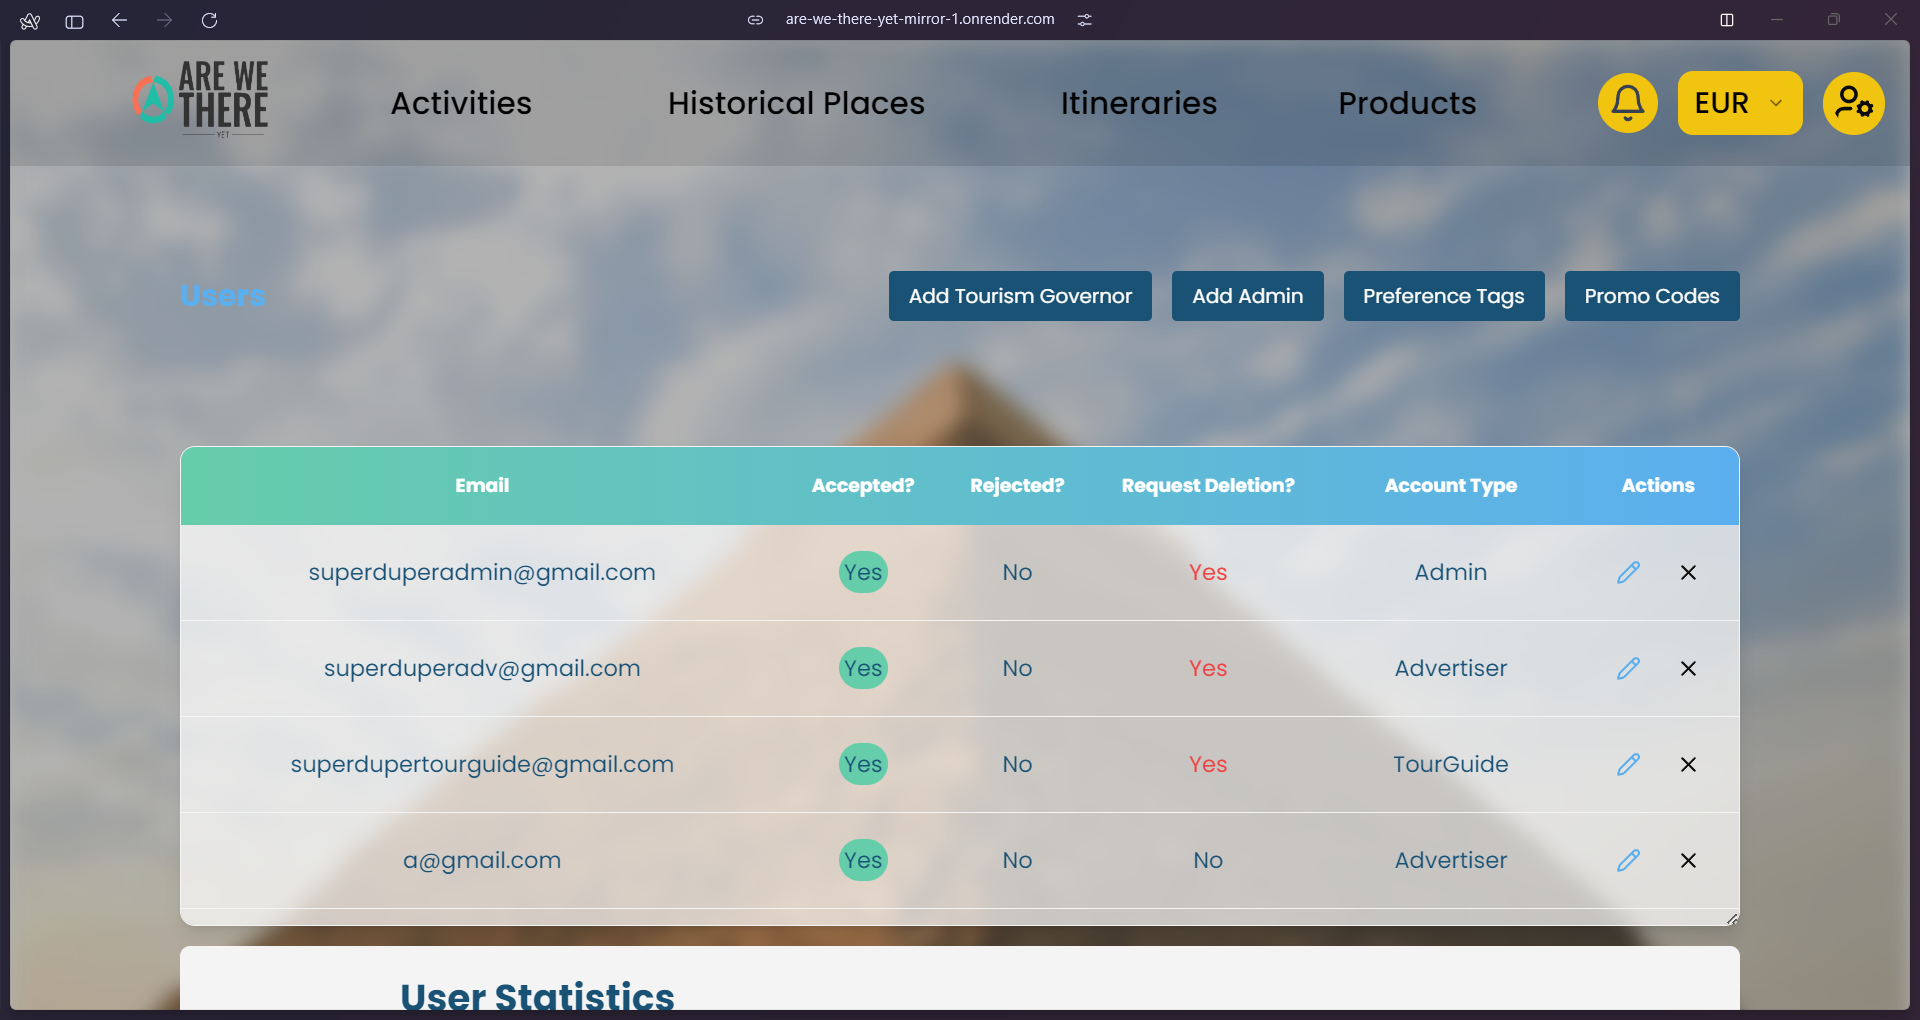 are-we-there-yet-mirror-1.onrender.com
ARE WE
THERE
YET
Activities
Historical Places
Itineraries
Products
EUR
Users
Add Tourism Governor
Add Admin
Preference Tags
Promo Codes
Email Accepted? Rejected? Request Deletion? Account Type Actions
superduperadmin@gmail.com Yes No Yes Admin
superduperadv@gmail.com Yes No Yes Advertiser
superdupertourguide@gmail.com Yes No Yes TourGuide
a@gmail.com Yes No No Advertiser
User Statistics